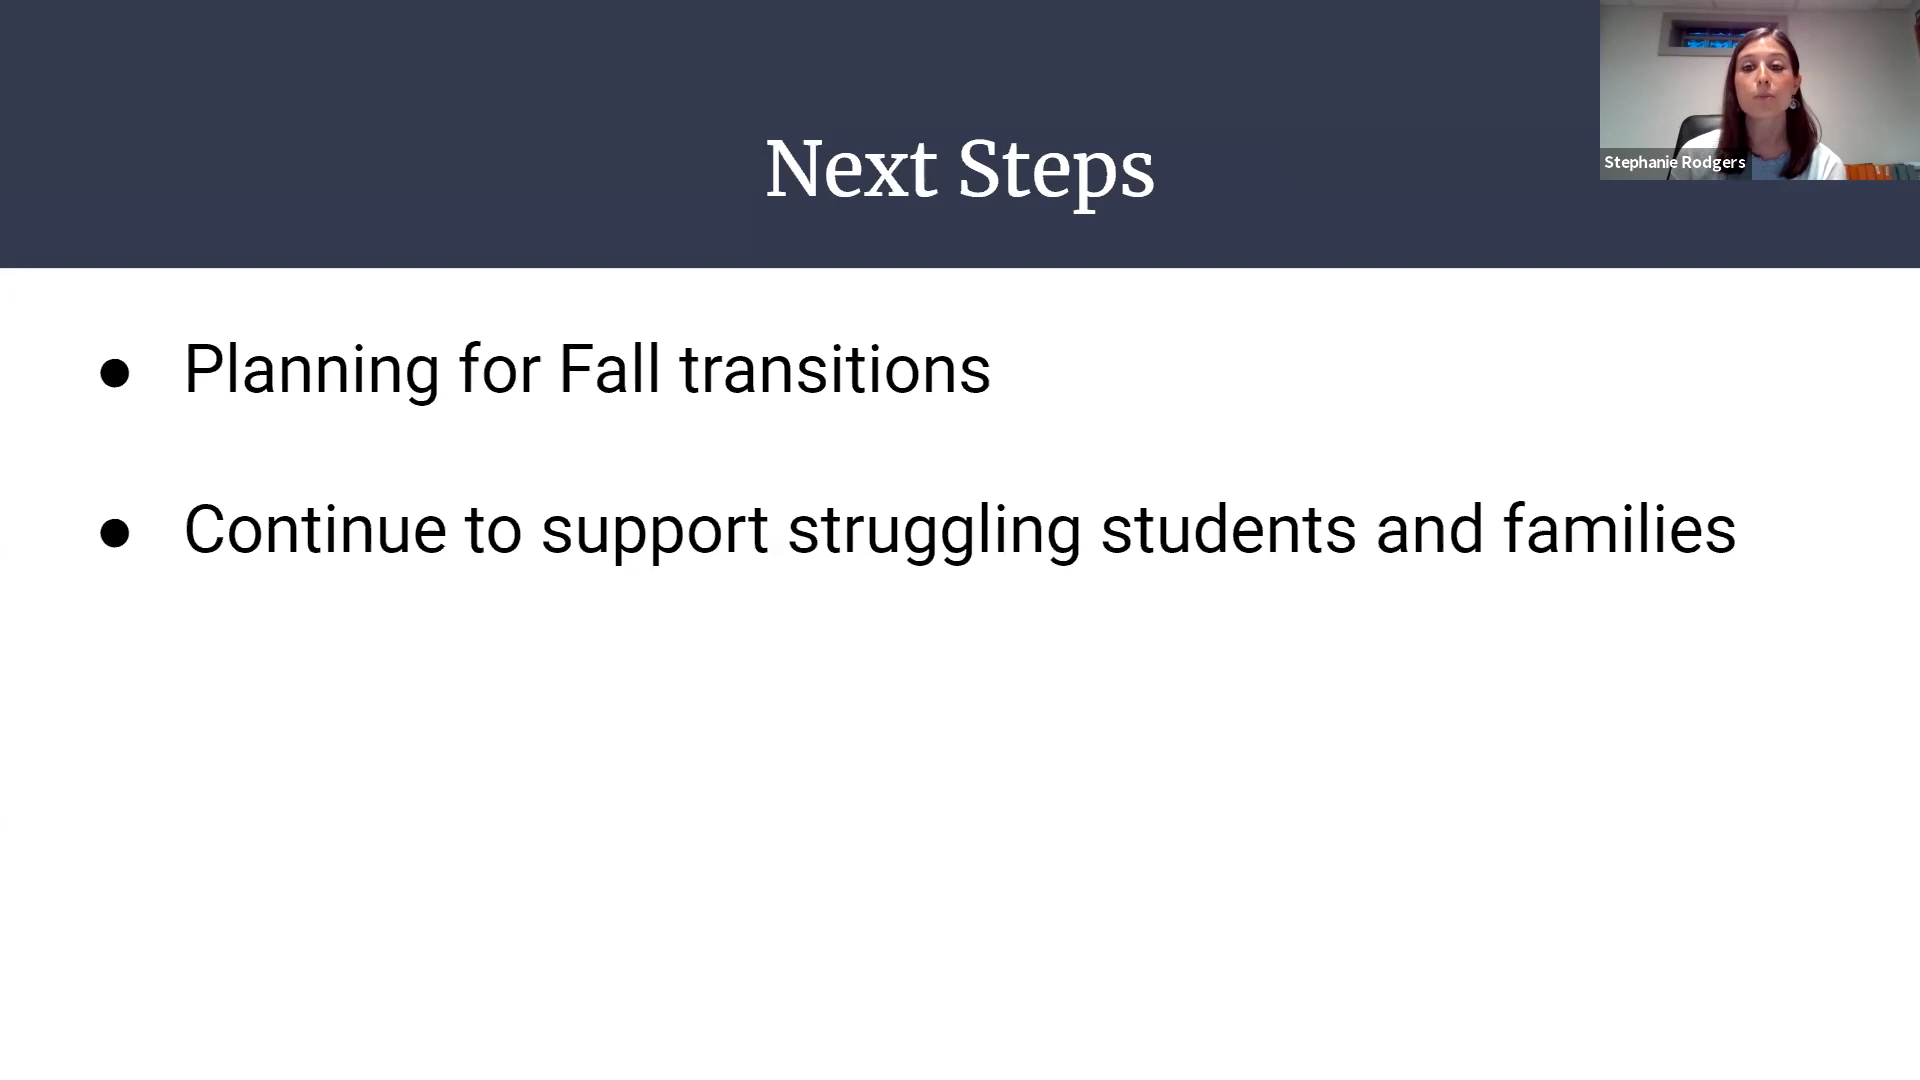 Next Steps
Stephanie Rodgers
● Planning for Fall transitions
● Continue to support struggling students and families